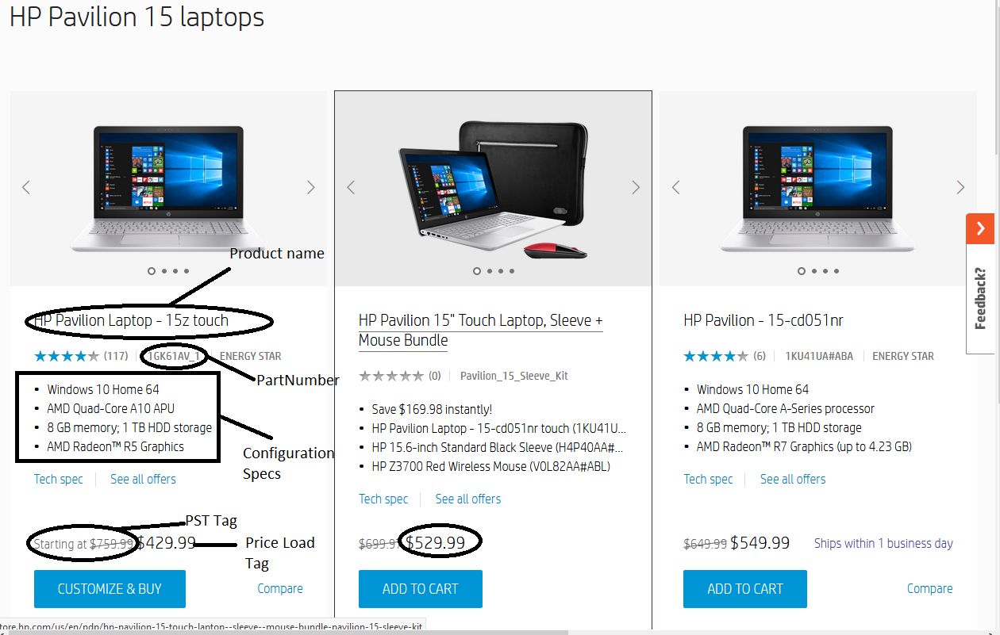 HP Pavilion 15 laptops
Product name
HP Pavilion Laptop - 15z touch
(117) 1GK61AV_1 ENERGY STAR
PartNumber
Windows 10 Home 64
AMD Quad-Core A10 APU
8 GB memory; 1 TB HDD storage
AMD Radeon™ R5 Graphics
Configuration
Specs
Tech spec See all offers
PST Tag
Starting at $759.99 $429.99
Price Load
Tag
CUSTOMIZE & BUY Compare
HP Pavilion 15" Touch Laptop, Sleeve +
Mouse Bundle
(0) Pavilion_15_Sleeve_Kit
Save $169.98 instantly!
HP Pavilion Laptop - 15-cd051nr touch (1KU41U...
HP 15.6-inch Standard Black Sleeve (H4P40AA#...
HP Z3700 Red Wireless Mouse (V0L82AA#ABL)
Tech spec See all offers
$699.97 $529.99
ADD TO CART
HP Pavilion - 15-cd051nr
(6) 1KU41UA#ABA ENERGY STAR
Windows 10 Home 64
AMD Quad-Core A-Series processor
8 GB memory; 1 TB HDD storage
AMD Radeon™ R7 Graphics (up to 4.23 GB)
Tech spec See all offers
$649.99 $549.99 Ships within 1 business day
ADD TO CART Compare
Feedback?
tore.hp.com/us/en/pdp/hp-pavilion-15-touch-laptop--sleeve--mouse-bundle-pavilion-15-sleeve-kit